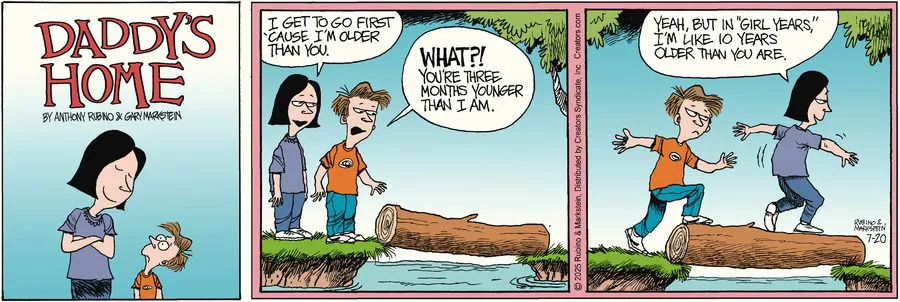 DADDY'S
HOME
BY ANTHONY RUBINO & GARY MARKSTEIN
I GET TO GO FIRST
'CAUSE I'M OLDER
THAN YOU.
WHAT?!
YOU'RE THREE
MONTHS YOUNGER
THAN I AM.
© 2025 Rubino & Markstein, Distributed by Creators Syndicate, Inc. Creators.com
YEAH, BUT IN "GIRL YEARS,"
I'M LIKE 10 YEARS
OLDER THAN YOU ARE.
RUBINO &
MARKSTEIN
7-20